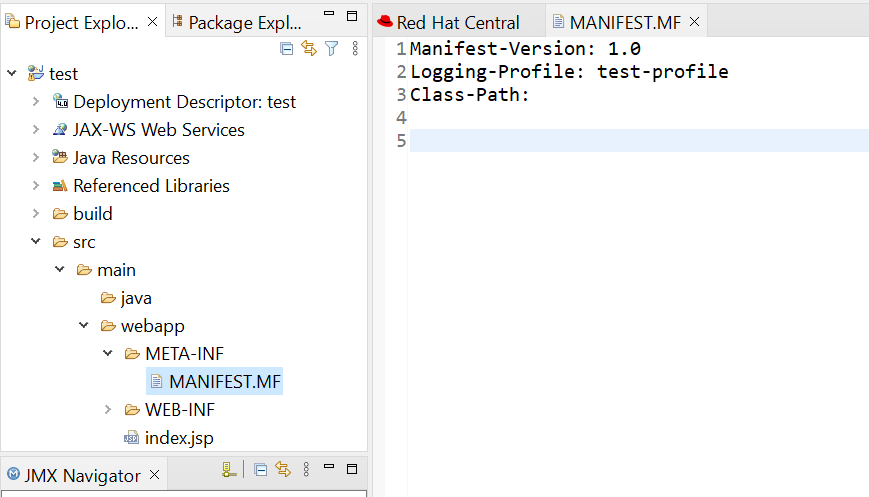 Project Explo...
Package Expl...
test
Deployment Descriptor: test
JAX-WS Web Services
Java Resources
Referenced Libraries
build
src
main
java
webapp
META-INF
MANIFEST.MF
WEB-INF
index.jsp
JMX Navigator
Red Hat Central
MANIFEST.MF
1 Manifest-Version: 1.0
2 Logging-Profile: test-profile
3 Class-Path:
4
5